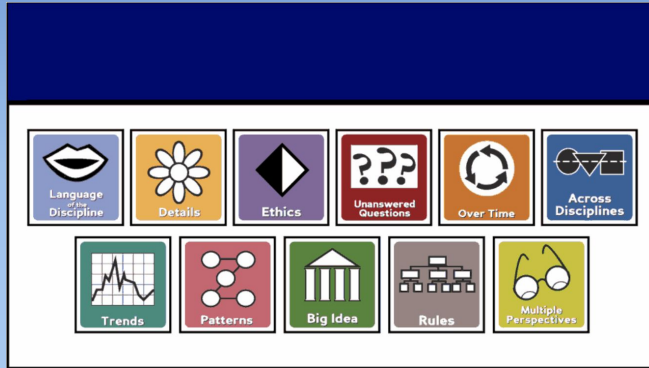 Language
of the
Discipline
Details
Ethics
???
Unanswered
Questions
Over Time
Across
Disciplines
Trends
Patterns
Big Idea
Rules
Multiple
Perspectives